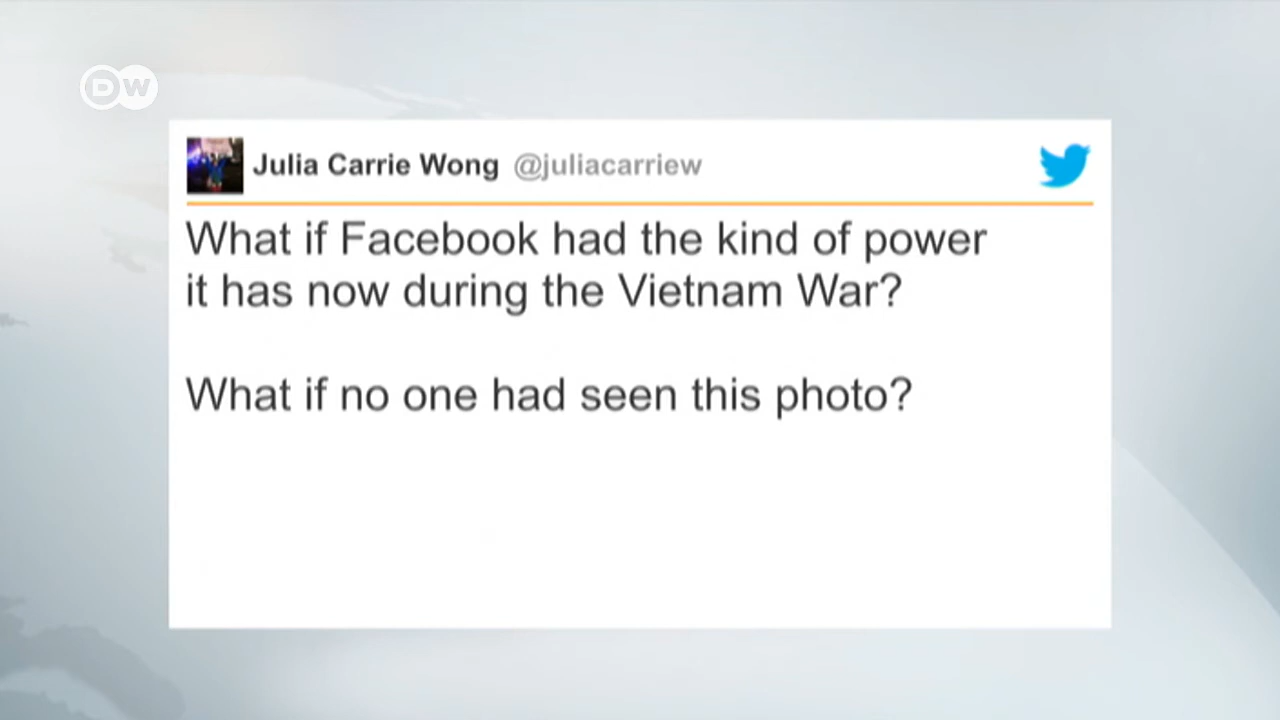 DW
Julia Carrie Wong @juliacarriew
What if Facebook had the kind of power
it has now during the Vietnam War?
What if no one had seen this photo?